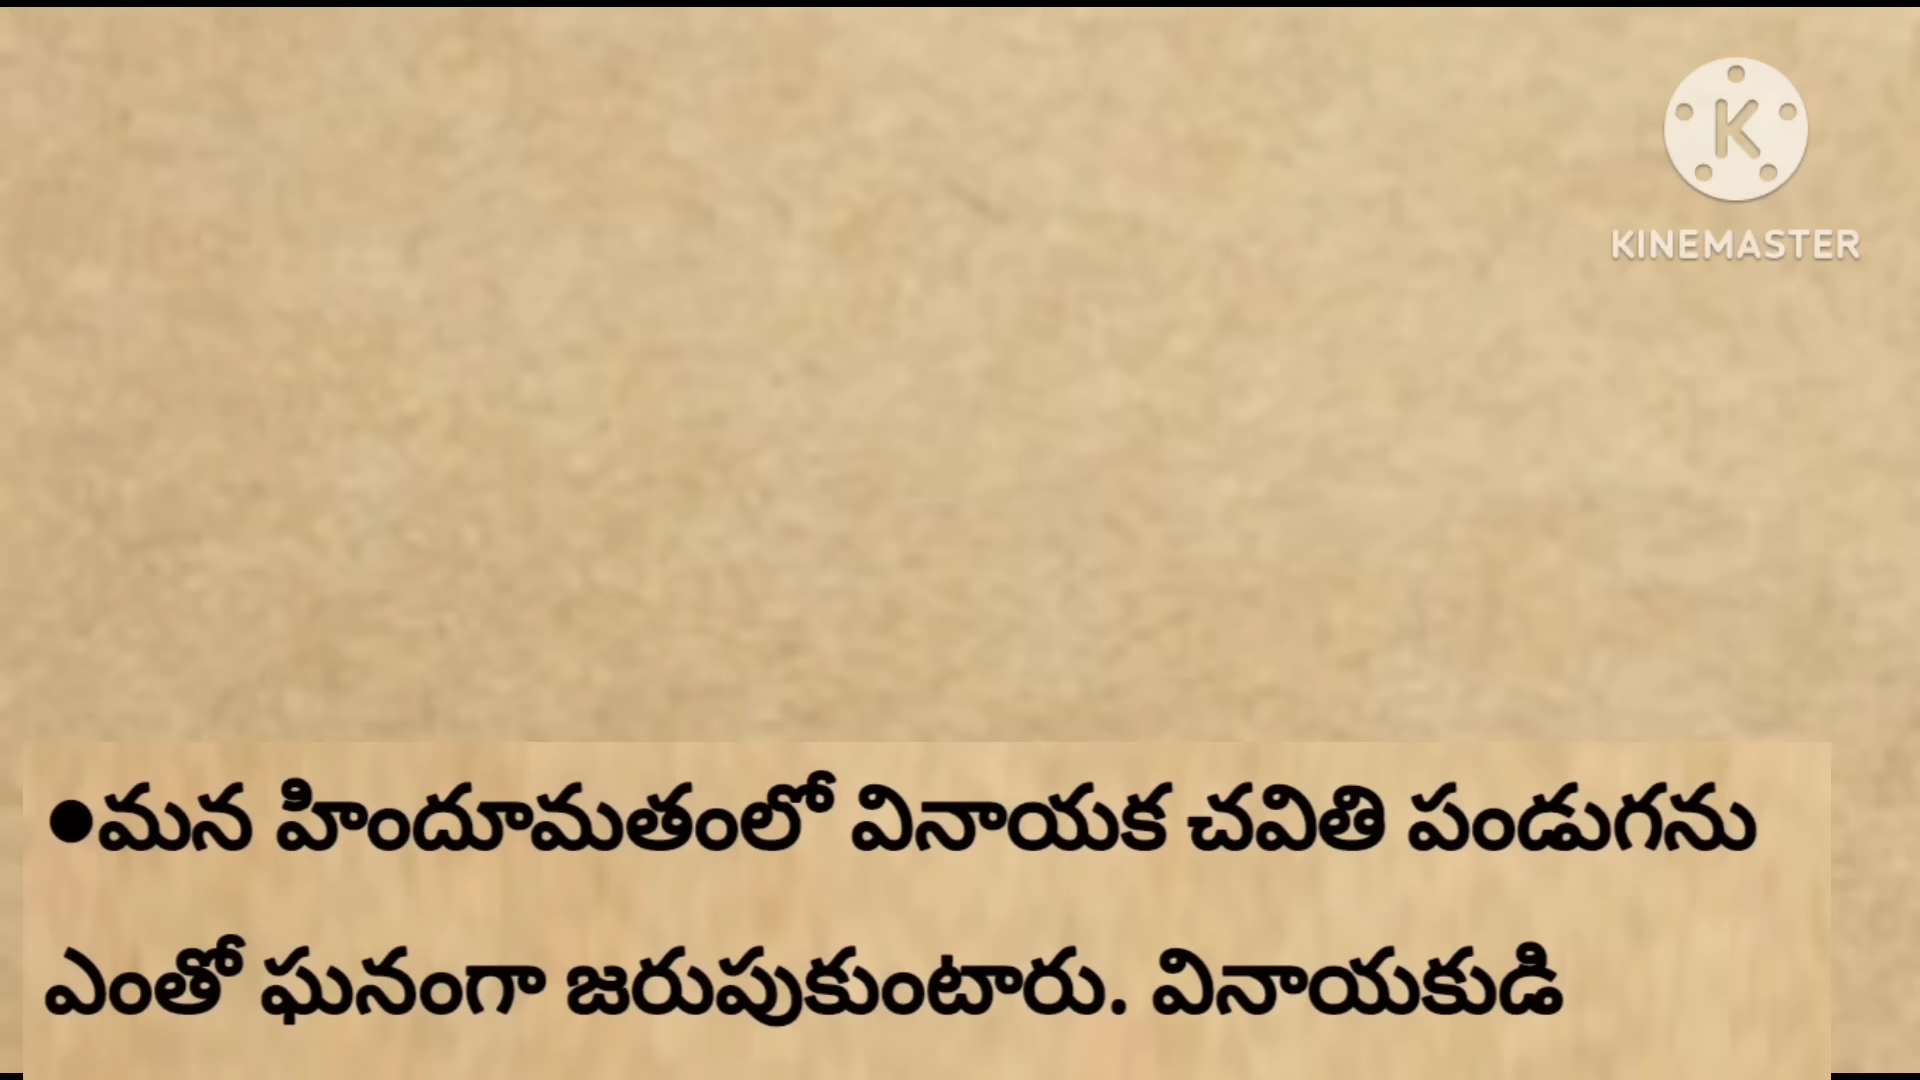 KINEMASTER
●మన హిందూమతంలో వినాయక చవితి పండుగను
ఎంతో ఘనంగా జరుపుకుంటారు. వినాయకుడి